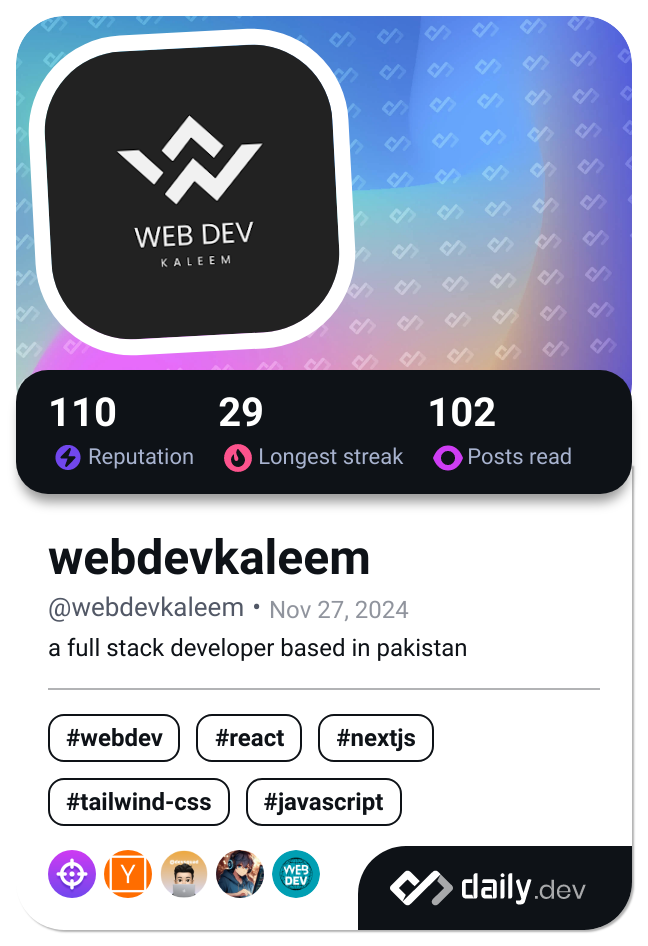 WEB DEV
KALEEM
110 29 102
Reputation Longest streak Posts read
webdevkaleem
@webdevkaleem • Nov 27, 2024
a full stack developer based in pakistan
#webdev #react #nextjs
#tailwind-css #javascript
Y
WEB
DEV
daily.dev